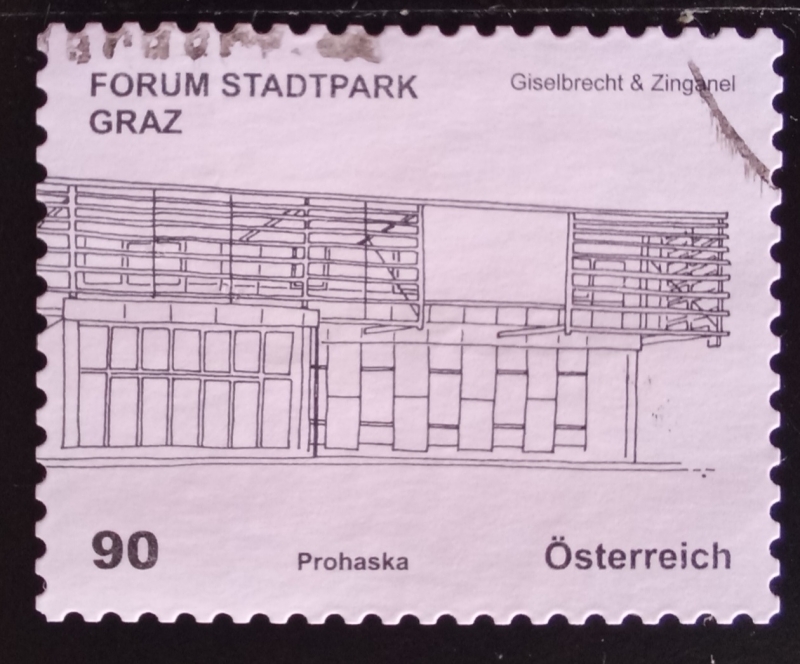 FORUM STADTPARK
GRAZ
Giselbrecht & Zinganel
90
Prohaska
Österreich